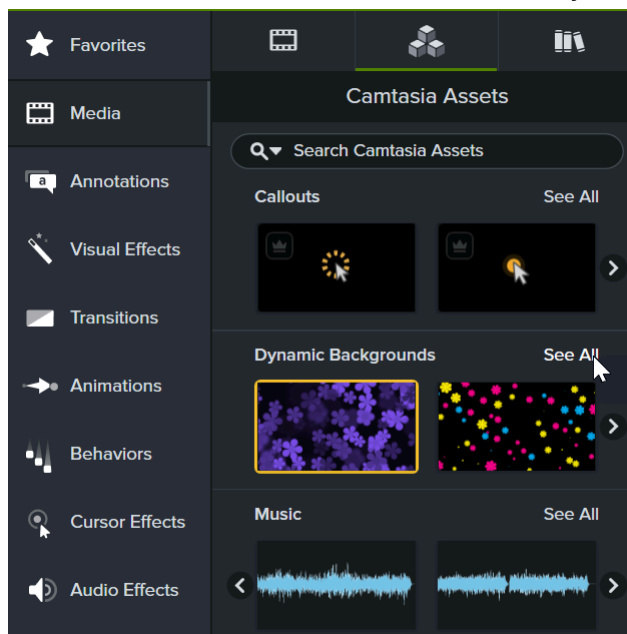 Favorites
Media
Annotations
a
Visual Effects
Transitions
Animations
Behaviors
Cursor Effects
Audio Effects
Camtasia Assets
Search Camtasia Assets
Callouts See All
Dynamic Backgrounds See All
Music See All